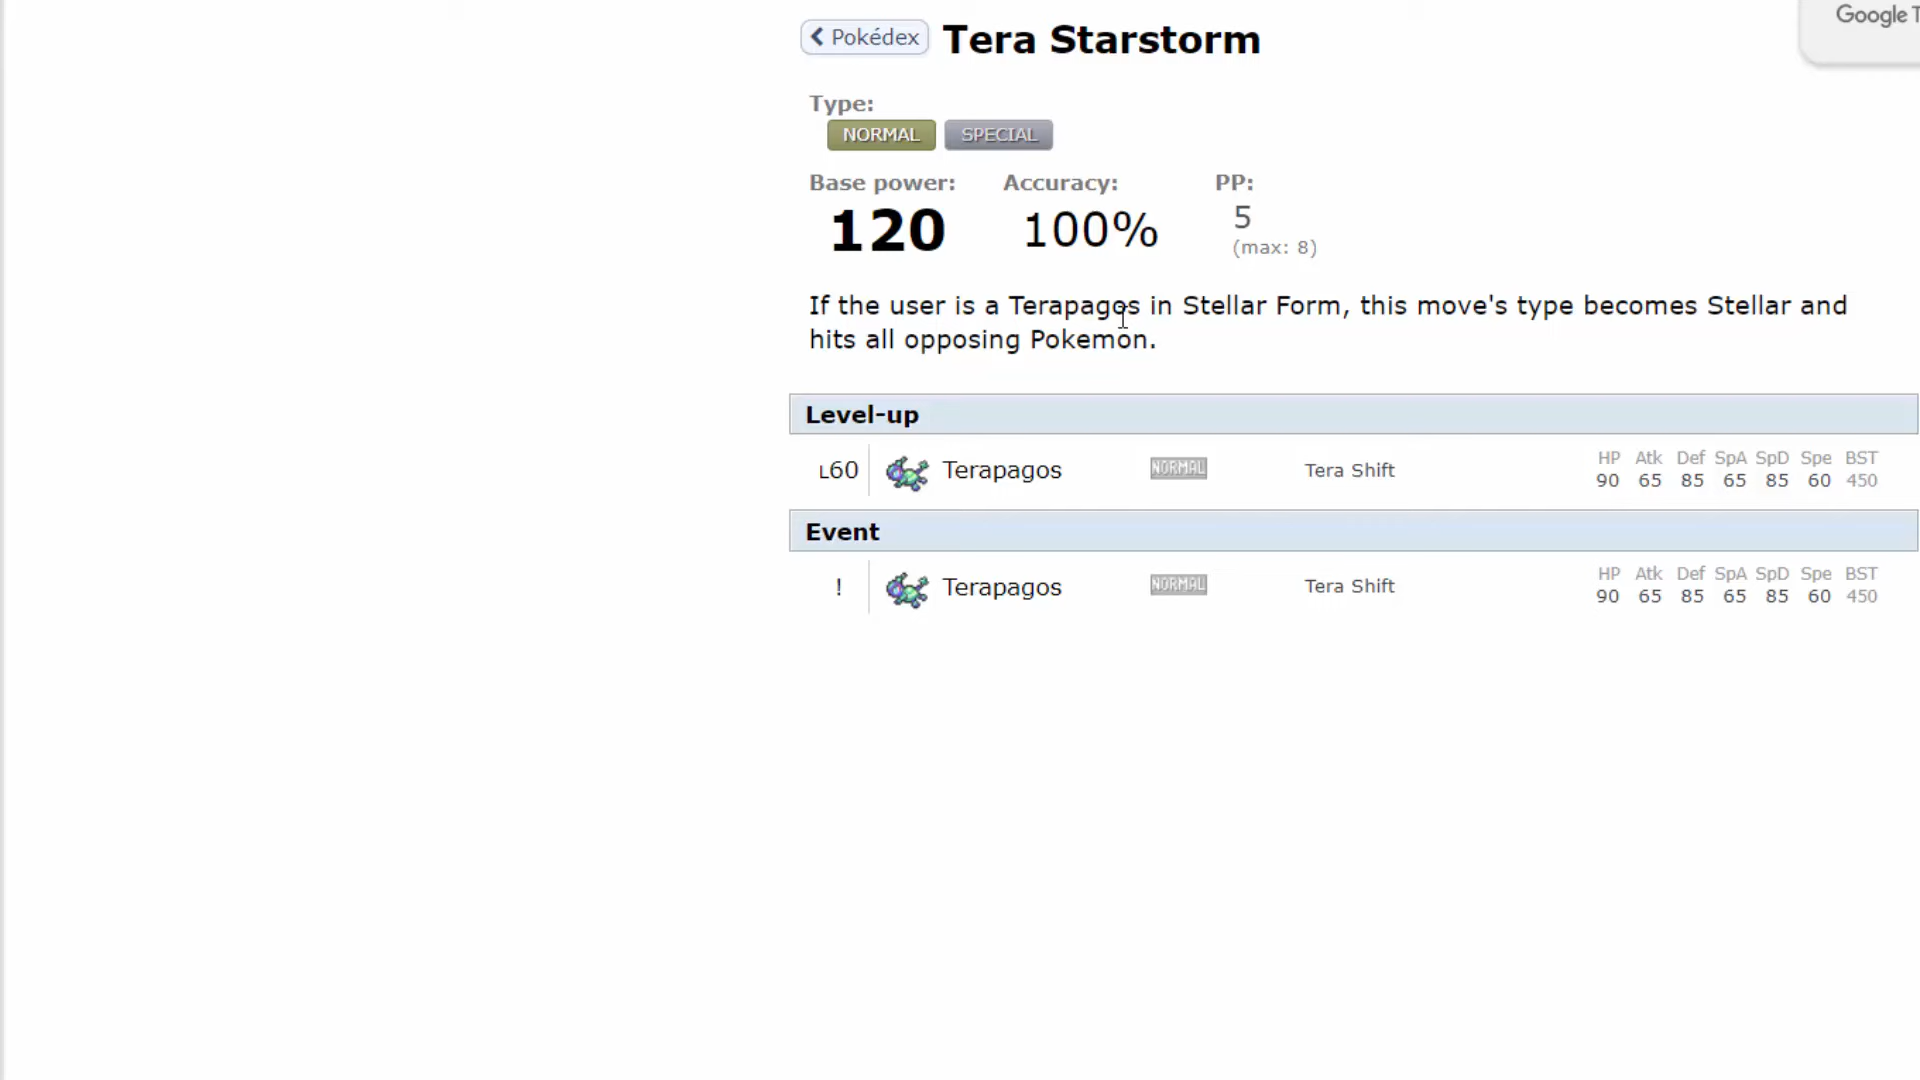 Pokédex
Tera Starstorm
Google T
Type:
NORMAL SPECIAL
Base power: Accuracy: PP:
120 100% 5
(max: 8)
If the user is a Terapagos in Stellar Form, this move's type becomes Stellar and
hits all opposing Pokemon.
Level-up
L60 Terapagos NORMAL Tera Shift HP 90 Atk 65 Def 85 SpA 65 SpD 85 Spe 60 BST 450
Event
! Terapagos NORMAL Tera Shift HP 90 Atk 65 Def 85 SpA 65 SpD 85 Spe 60 BST 450